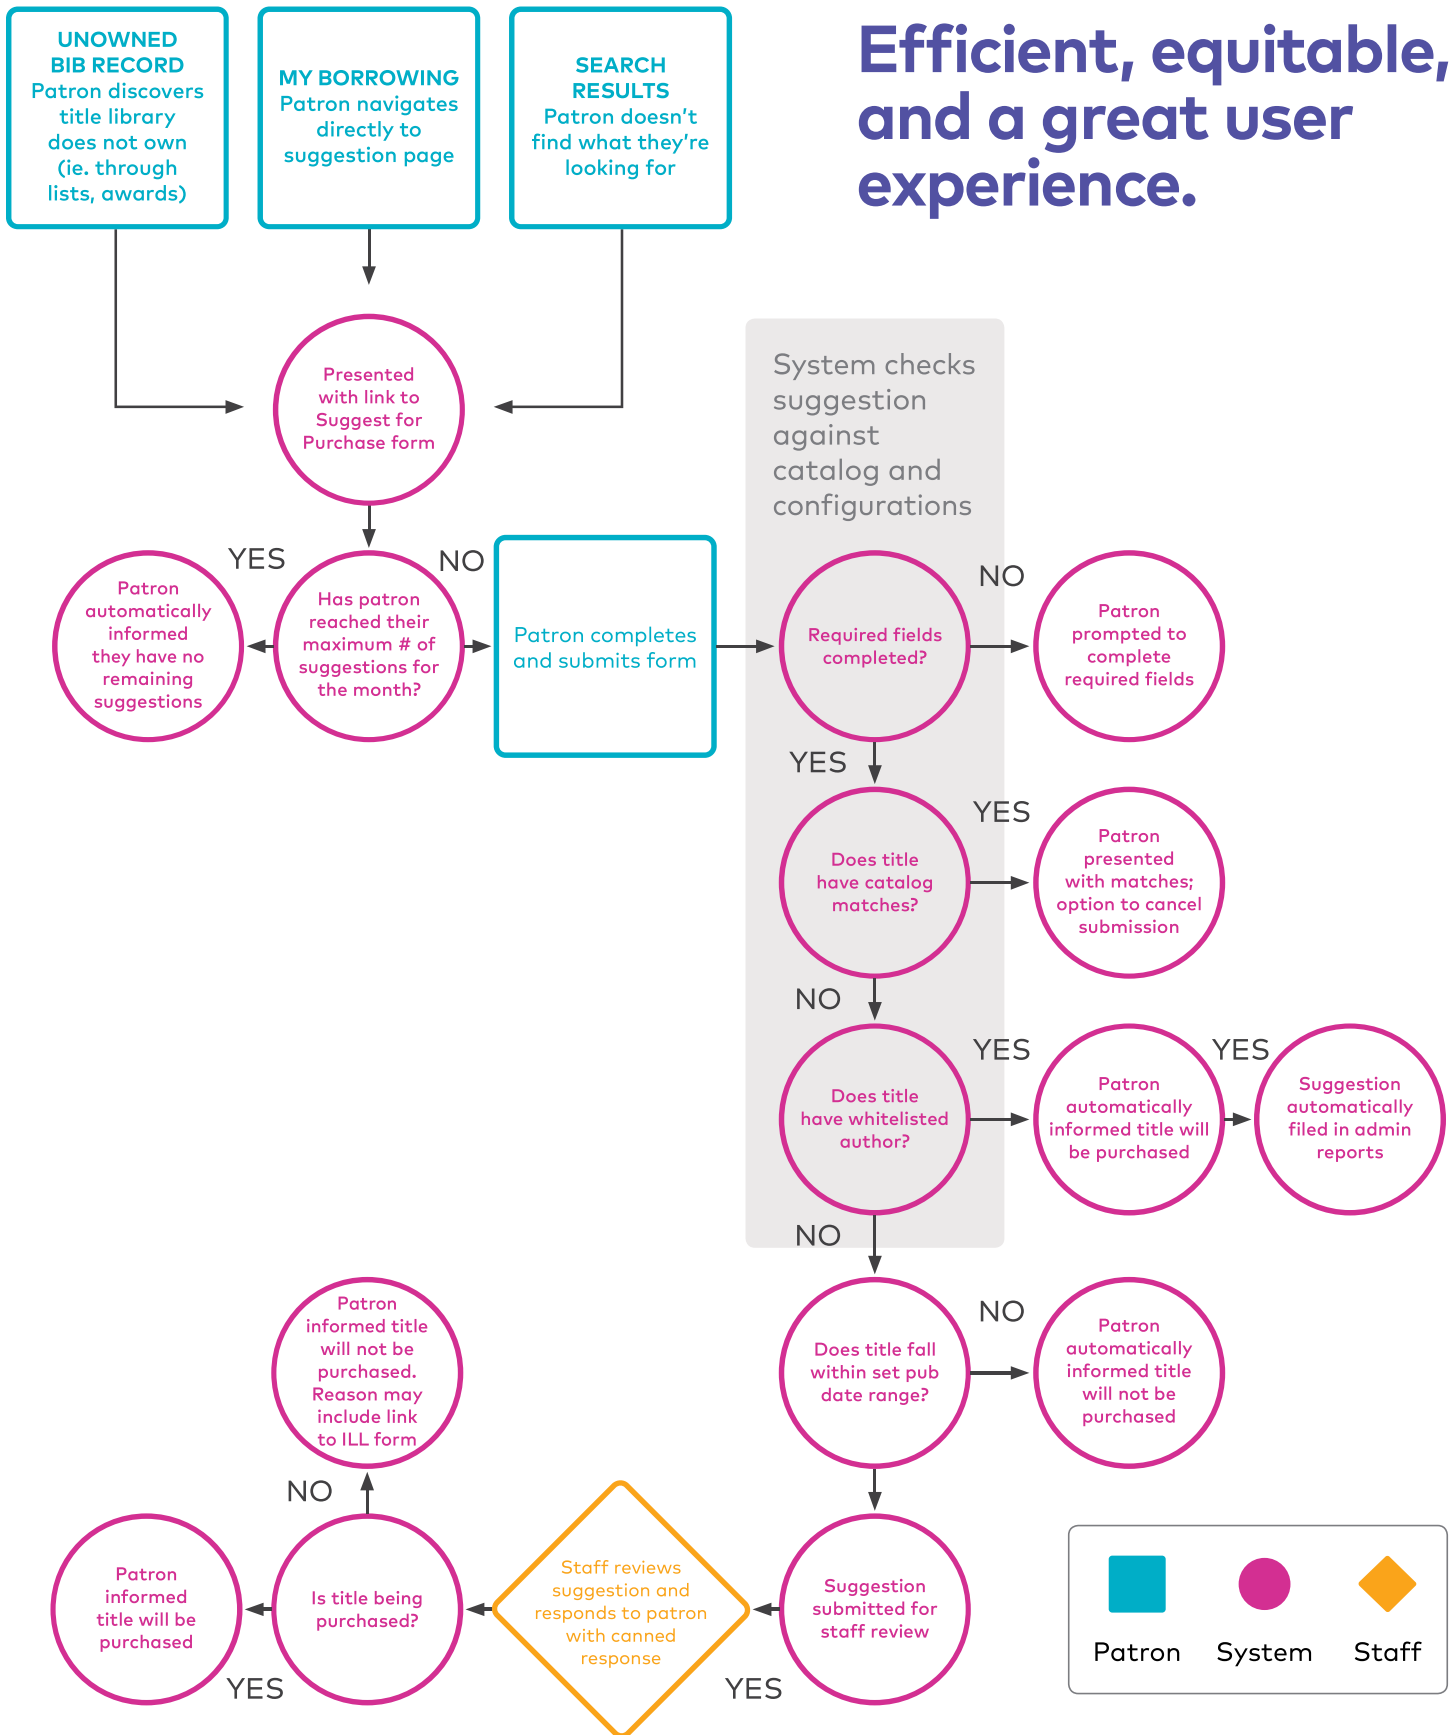 UNOWNED
BIB RECORD
Patron discovers
title library
does not own
(ie. through
lists, awards)
MY BORROWING
Patron navigates
directly to
suggestion page
SEARCH
RESULTS
Patron doesn't
find what they're
looking for
Efficient, equitable,
and a great user
experience.
Presented
with link to
Suggest for
Purchase form
System checks
suggestion
against
catalog and
configurations
YES
NO
Patron
automatically
informed
they have no
remaining
suggestions
Has patron
reached their
maximum # of
suggestions for
the month?
Patron completes
and submits form
Required fields
completed?
NO
Patron
prompted to
complete
required fields
YES
Does title
have catalog
matches?
YES
Patron
presented
with matches;
option to cancel
submission
NO
Does title
have whitelisted
author?
YES
Patron
automatically
informed title will
be purchased
YES
Suggestion
automatically
filed in admin
reports
NO
Does title fall
within set pub
date range?
NO
Patron
automatically
informed title
will not be
purchased
Patron
informed title
will not be
purchased.
Reason may
include link
to ILL form
NO
Patron
informed
title will be
purchased
YES
Is title being
purchased?
Staff reviews
suggestion and
responds to patron
with canned
response
YES
Suggestion
submitted for
staff review
Patron
System
Staff